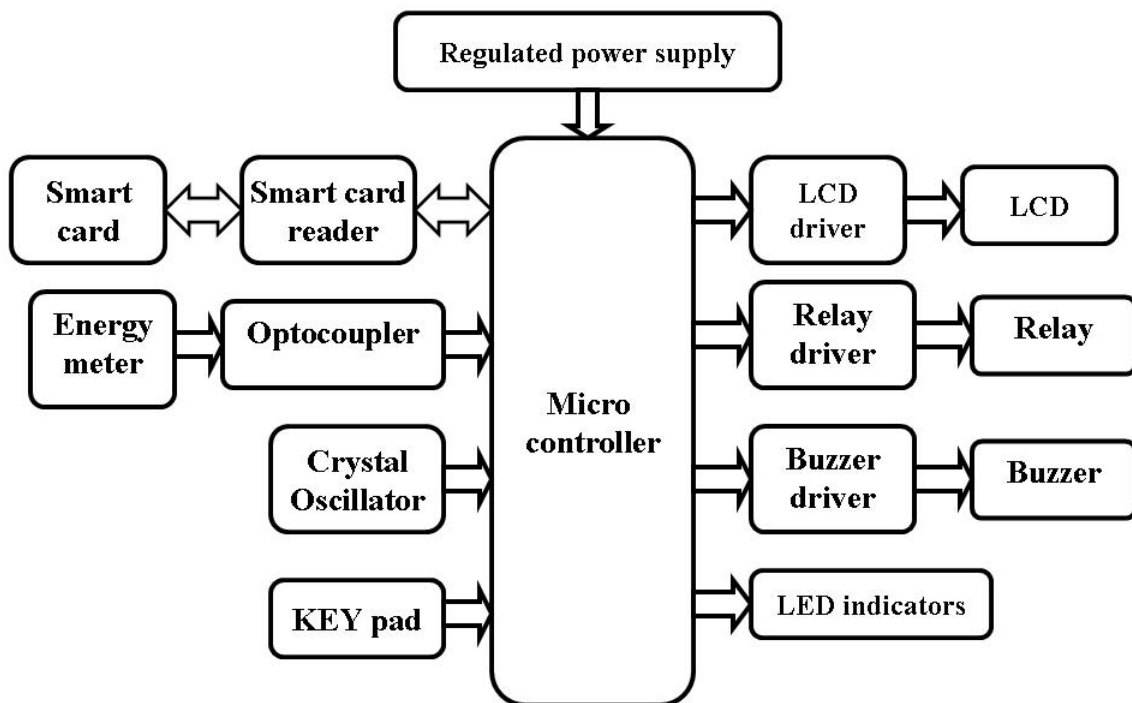 Regulated power supply
Smart
card
Smart card
reader
LCD
driver
LCD
Energy
meter
Optocoupler
Relay
driver
Relay
Micro
controller
Crystal
Oscillator
Buzzer
driver
Buzzer
KEY pad
LED indicators